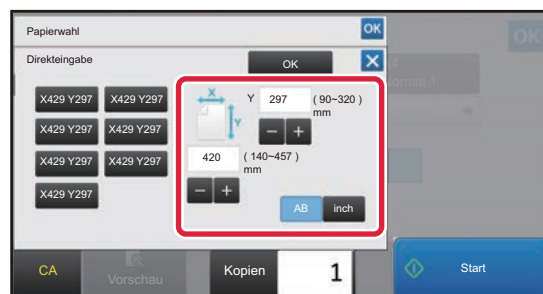 Papierwahl
OK
OK
Direkteingabe
OK
X429 Y297
X429 Y297
X
Y
Y
297
(90~320)
mm
X429 Y297
X429 Y297
420
(140~457)
mm
X429 Y297
X429 Y297
X429 Y297
AB
inch
CA
Vorschau
Kopien
1
Start